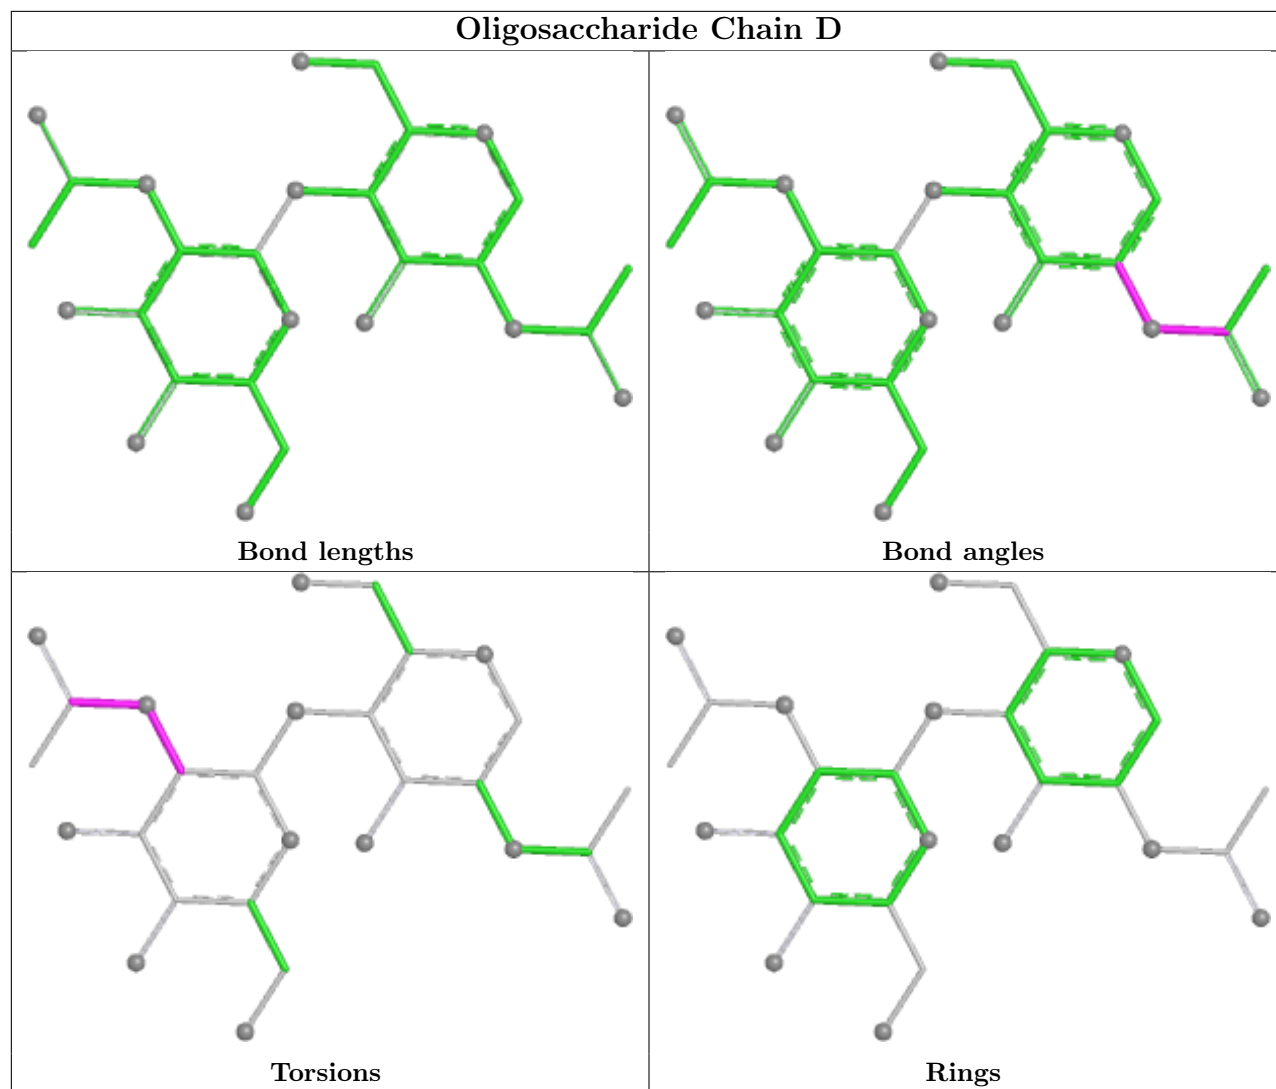 Oligosaccharide Chain D
Bond lengths
Bond angles
Torsions
Rings